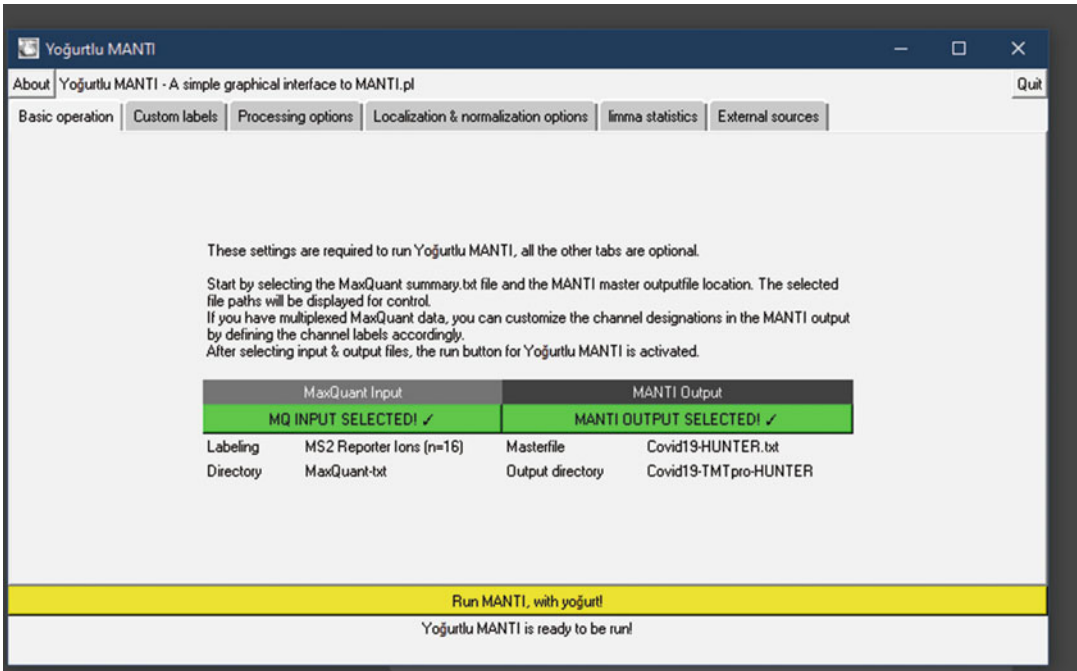 Yoğurtlu MANTI
About Yoğurtlu MANTI - A simple graphical interface to MANTI.pl Quit
Basic operation Custom labels Processing options Localization & normalization options limma statistics External sources
These settings are required to run Yoğurtlu MANTI, all the other tabs are optional.
Start by selecting the MaxQuant summary.txt file and the MANTI master outputfile location. The selected
file paths will be displayed for control.
If you have multiplexed MaxQuant data, you can customize the channel designations in the MANTI output
by defining the channel labels accordingly.
After selecting input & output files, the run button for Yoğurtlu MANTI is activated.
MaxQuant Input MANTI Output
MQ INPUT SELECTED! ✓ MANTI OUTPUT SELECTED! ✓
Labeling MS2 Reporter Ions (n=16) Masterfile Covid19-HUNTER.txt
Directory MaxQuant-txt Output directory Covid19-TMTpro-HUNTER
Run MANTI, with yoğurt!
Yoğurtlu MANTI is ready to be run!